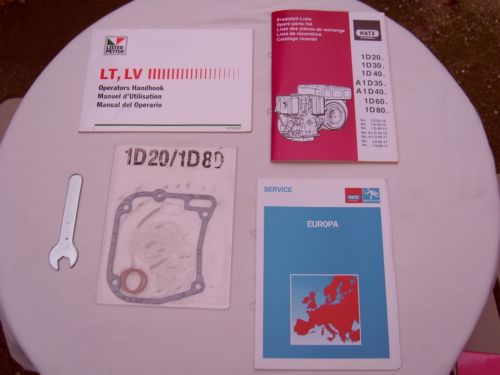 LISTER
PETTER
LT, LV
Operators Handbook
Manuel d'Utilisation
Manual del Operario
Ersatzteil-Liste
Spare parts list
Liste des pièces de rechange
Liste de recambios
Catalogo ricambi
HATZ
1D20.
1D30.
1D40.
A1D35.
A1D40.
1D60.
1D80.
1D20/1D80
SERVICE
HATZ
EUROPA